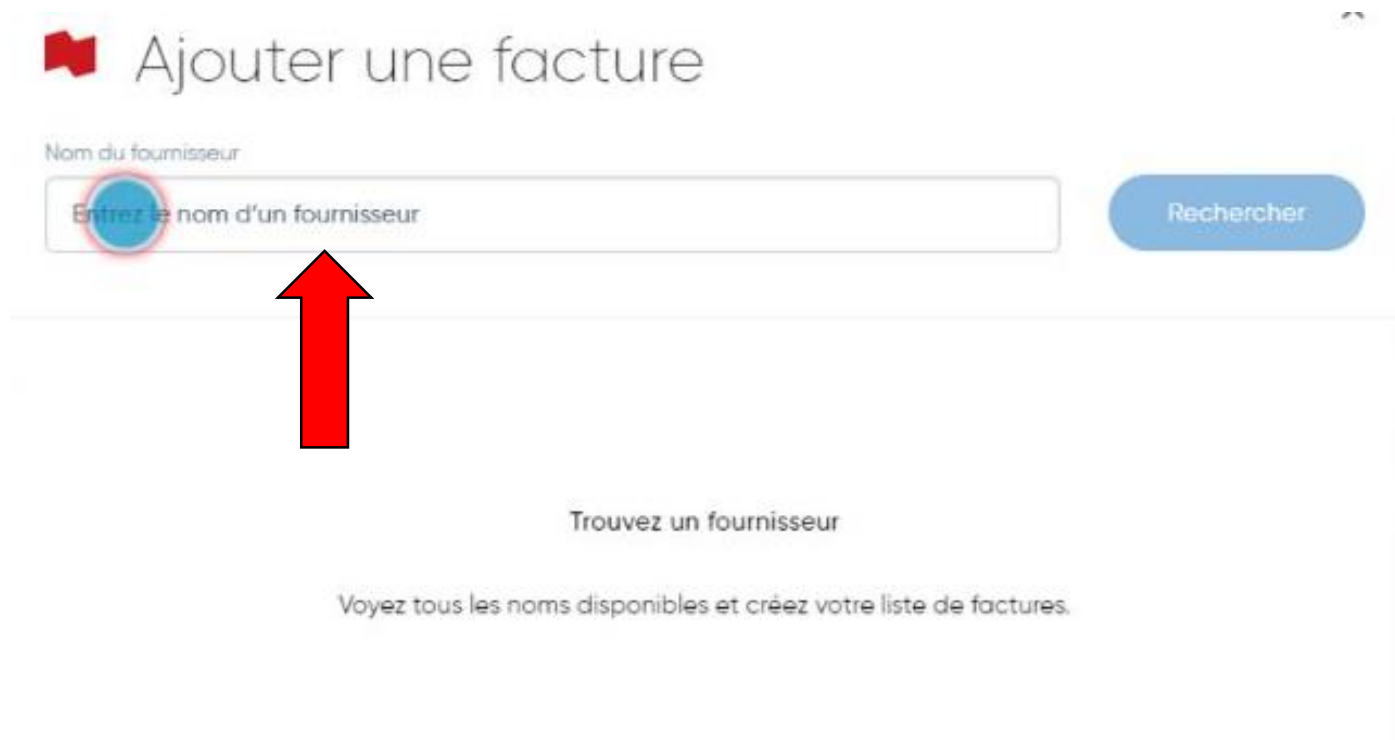 Ajouter une facture
Nom du fournisseur
Entrez le nom d'un fournisseur
Rechercher
Trouvez un fournisseur
Voyez tous les noms disponibles et créez votre liste de factures.